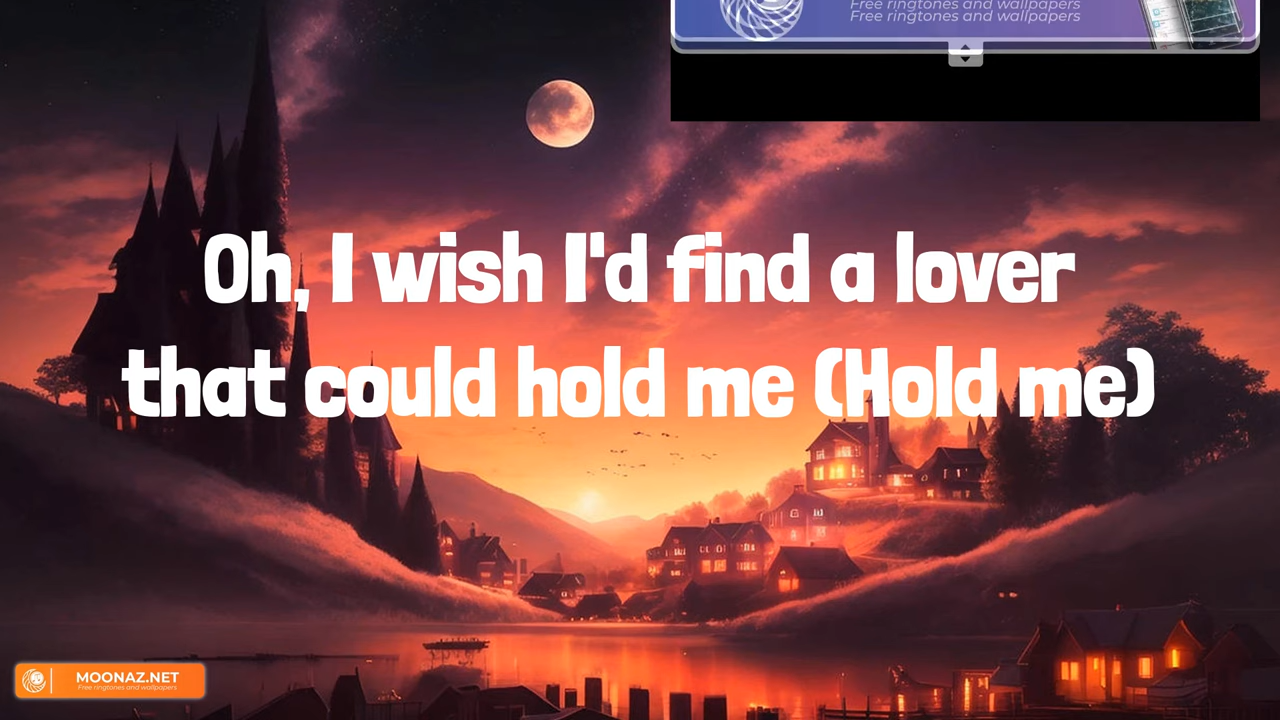 Free ringtones and wallpapers
Free ringtones and wallpapers
Oh, I wish I'd find a lover
that could hold me (Hold me)
MOONAZ.NET
Free ringtones and wallpapers